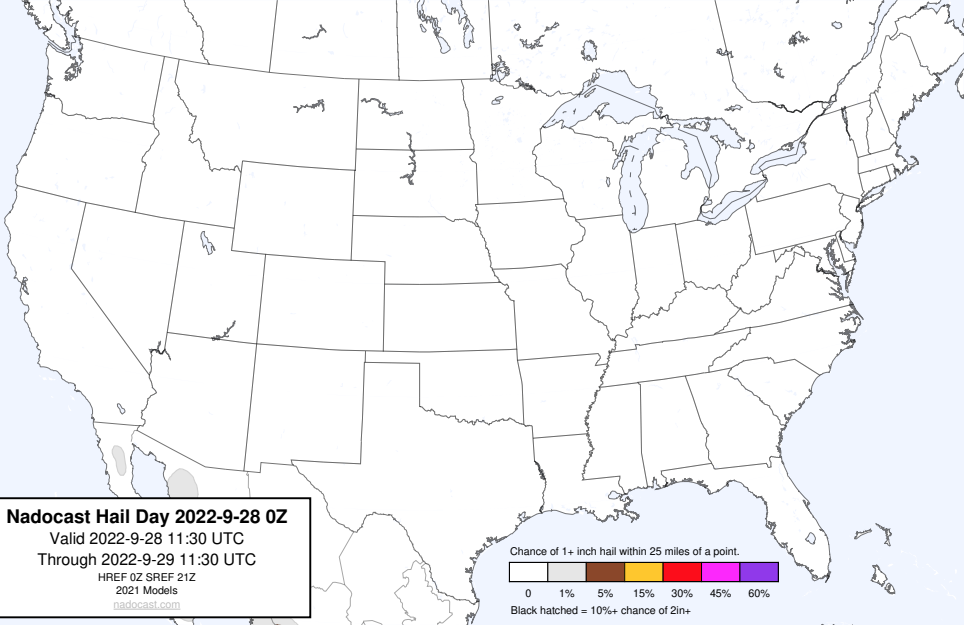 Nadocast Hail Day 2022-9-28 0Z
Valid 2022-9-28 11:30 UTC
Through 2022-9-29 11:30 UTC
HREF 0Z SREF 21Z
2021 Models
nadocast.com
Chance of 1+ inch hail within 25 miles of a point.
0 1% 5% 15% 30% 45% 60%
Black hatched = 10%+ chance of 2in+